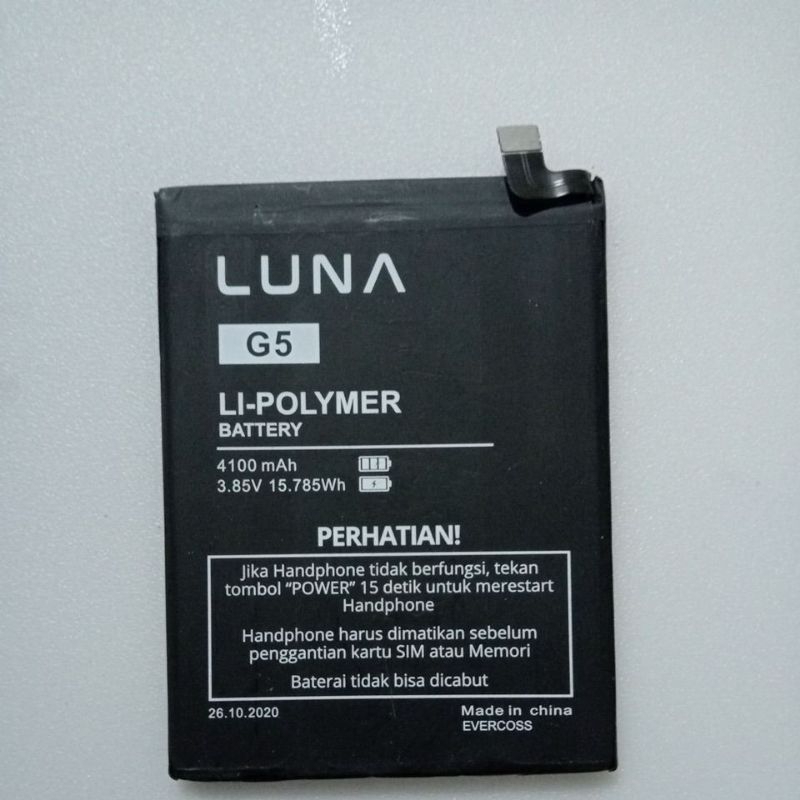 LUNA
G5
LI-POLYMER
BATTERY
4100 mAh
3.85V 15.785Wh
PERHATIAN!
Jika Handphone tidak berfungsi, tekan
tombol “POWER” 15 detik untuk merestart
Handphone
Handphone harus dimatikan sebelum
penggantian kartu SIM atau Memori
Baterai tidak bisa dicabut
26.10.2020
Made in china
EVERCOSS